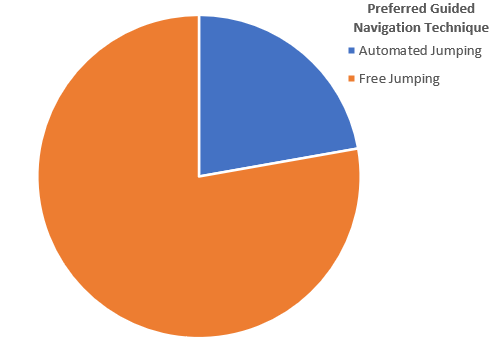 Preferred Guided
Navigation Technique
Automated Jumping
Free Jumping